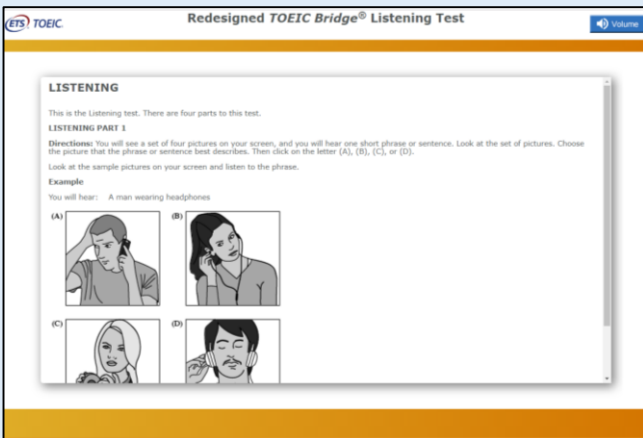 ETS TOEIC.
Redesigned TOEIC Bridge® Listening Test
Volume
LISTENING
This is the Listening test. There are four parts to this test.
LISTENING PART 1
Directions: You will see a set of four pictures on your screen, and you will hear one short phrase or sentence. Look at the set of pictures. Choose
the picture that the phrase or sentence best describes. Then click on the letter (A), (B), (C), or (D).
Look at the sample pictures on your screen and listen to the phrase.
Example
You will hear: A man wearing headphones
(A)
(B)
(C)
(D)